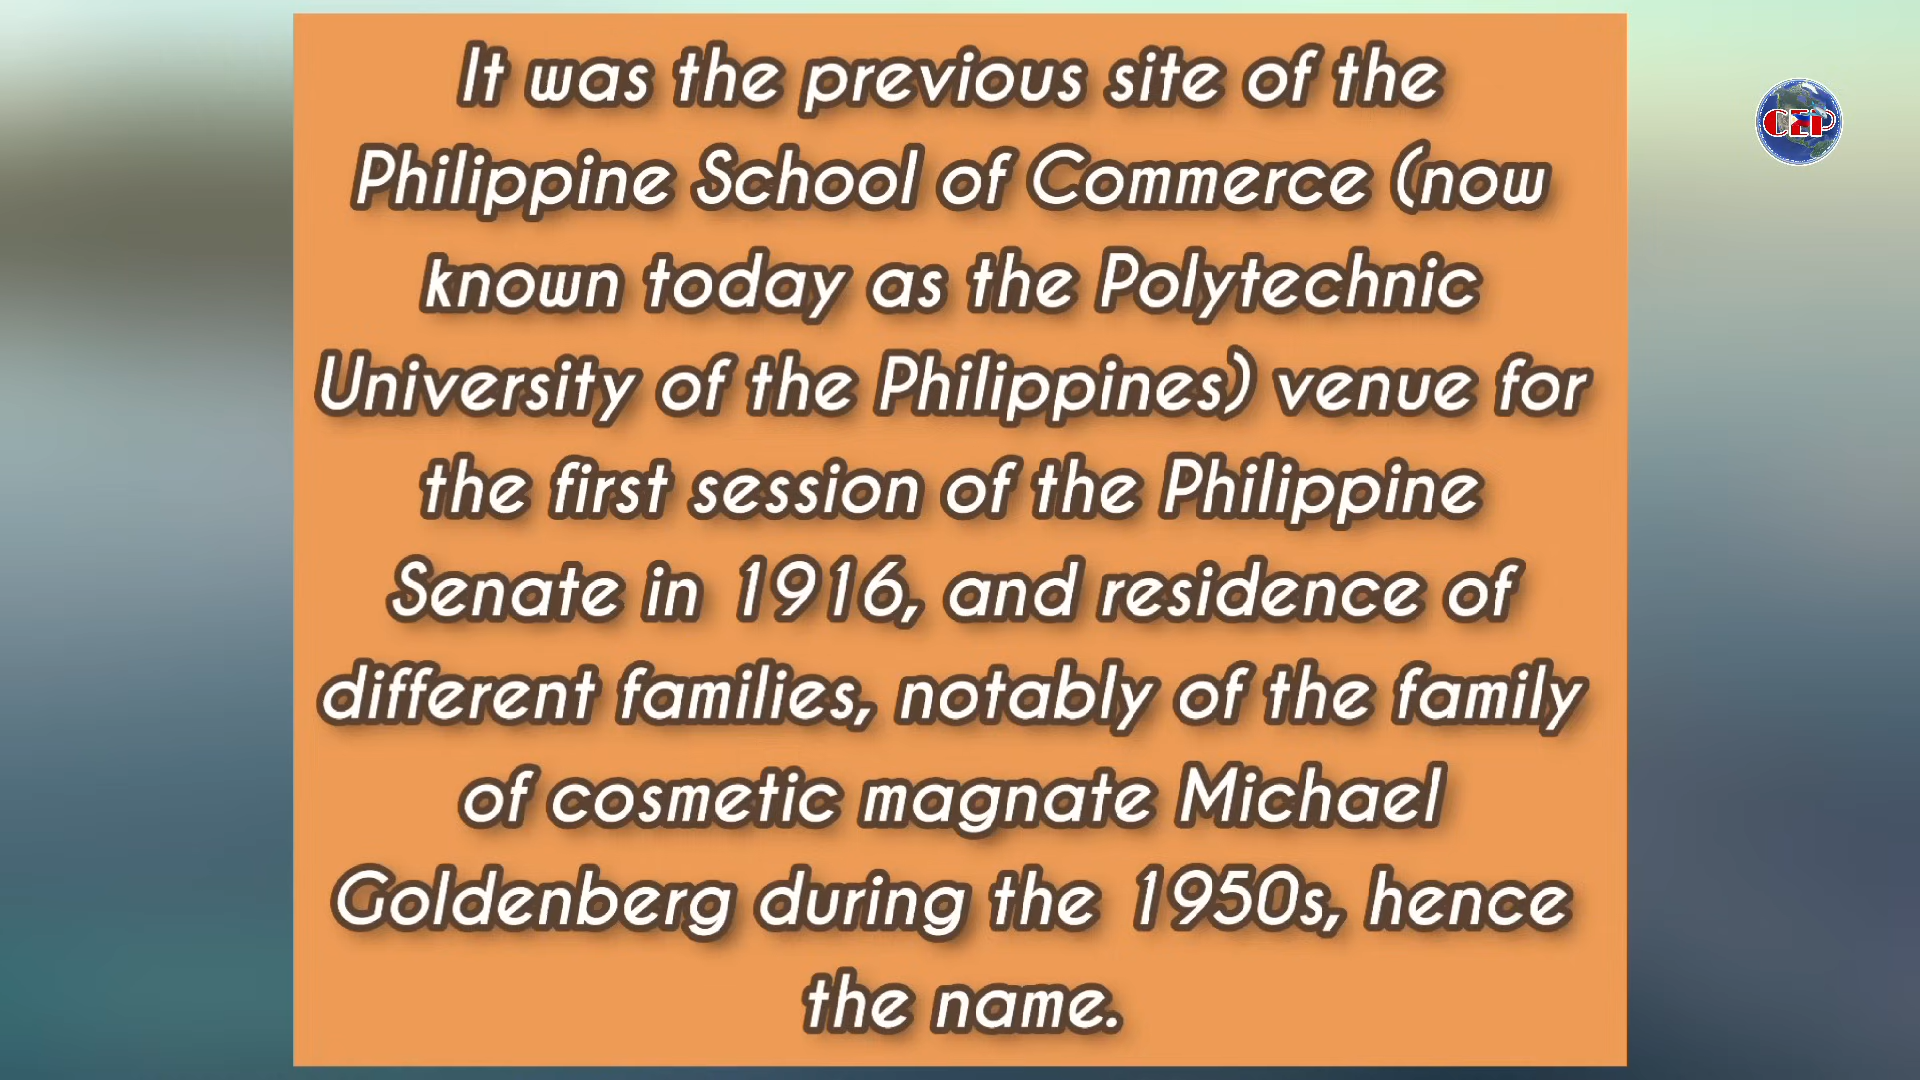 It was the previous site of the
Philippine School of Commerce (now
known today as the Polytechnic
University of the Philippines) venue for
the first session of the Philippine
Senate in 1916, and residence of
different families, notably of the family
of cosmetic magnate Michael
Goldenberg during the 1950s, hence
the name.
CEP